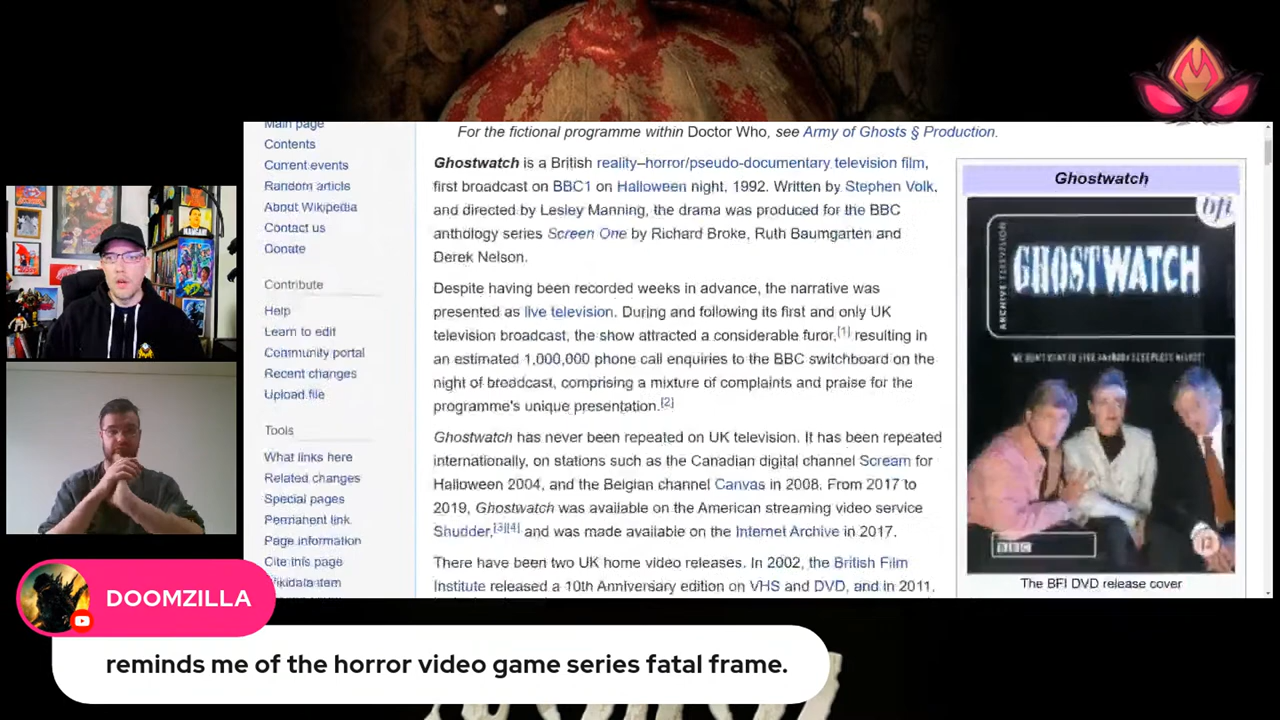 Main page
Contents
Current events
Random article
About Wikipedia
Contact us
Donate
Contribute
Help
Learn to edit
Community portal
Recent changes
Upload file
Tools
What links here
Related changes
Special pages
Permanent link
Page information
Cite this page
Wikidata item
For the fictional programme within Doctor Who, see Army of Ghosts § Production.
Ghostwatch is a British reality–horror/pseudo-documentary television film,
first broadcast on BBC1 on Halloween night, 1992. Written by Stephen Volk,
and directed by Lesley Manning, the drama was produced for the BBC
anthology series Screen One by Richard Broke, Ruth Baumgarten and
Derek Nelson.
Despite having been recorded weeks in advance, the narrative was
presented as live television. During and following its first and only UK
television broadcast, the show attracted a considerable furor,[1] resulting in
an estimated 1,000,000 phone call enquiries to the BBC switchboard on the
night of broadcast, comprising a mixture of complaints and praise for the
programme's unique presentation.[2]
Ghostwatch has never been repeated on UK television. It has been repeated
internationally, on stations such as the Canadian digital channel Scream for
Halloween 2004, and the Belgian channel Canvas in 2008. From 2017 to
2019, Ghostwatch was available on the American streaming video service
Shudder,[3][4] and was made available on the Internet Archive in 2017.
There have been two UK home video releases. In 2002, the British Film
Institute released a 10th Anniversary edition on VHS and DVD, and in 2011,
Ghostwatch
bfi
ARCHIVE TELEVISION
GHOSTWATCH
BBC
12
The BFI DVD release cover
DOOMZILLA
reminds me of the horror video game series fatal frame.